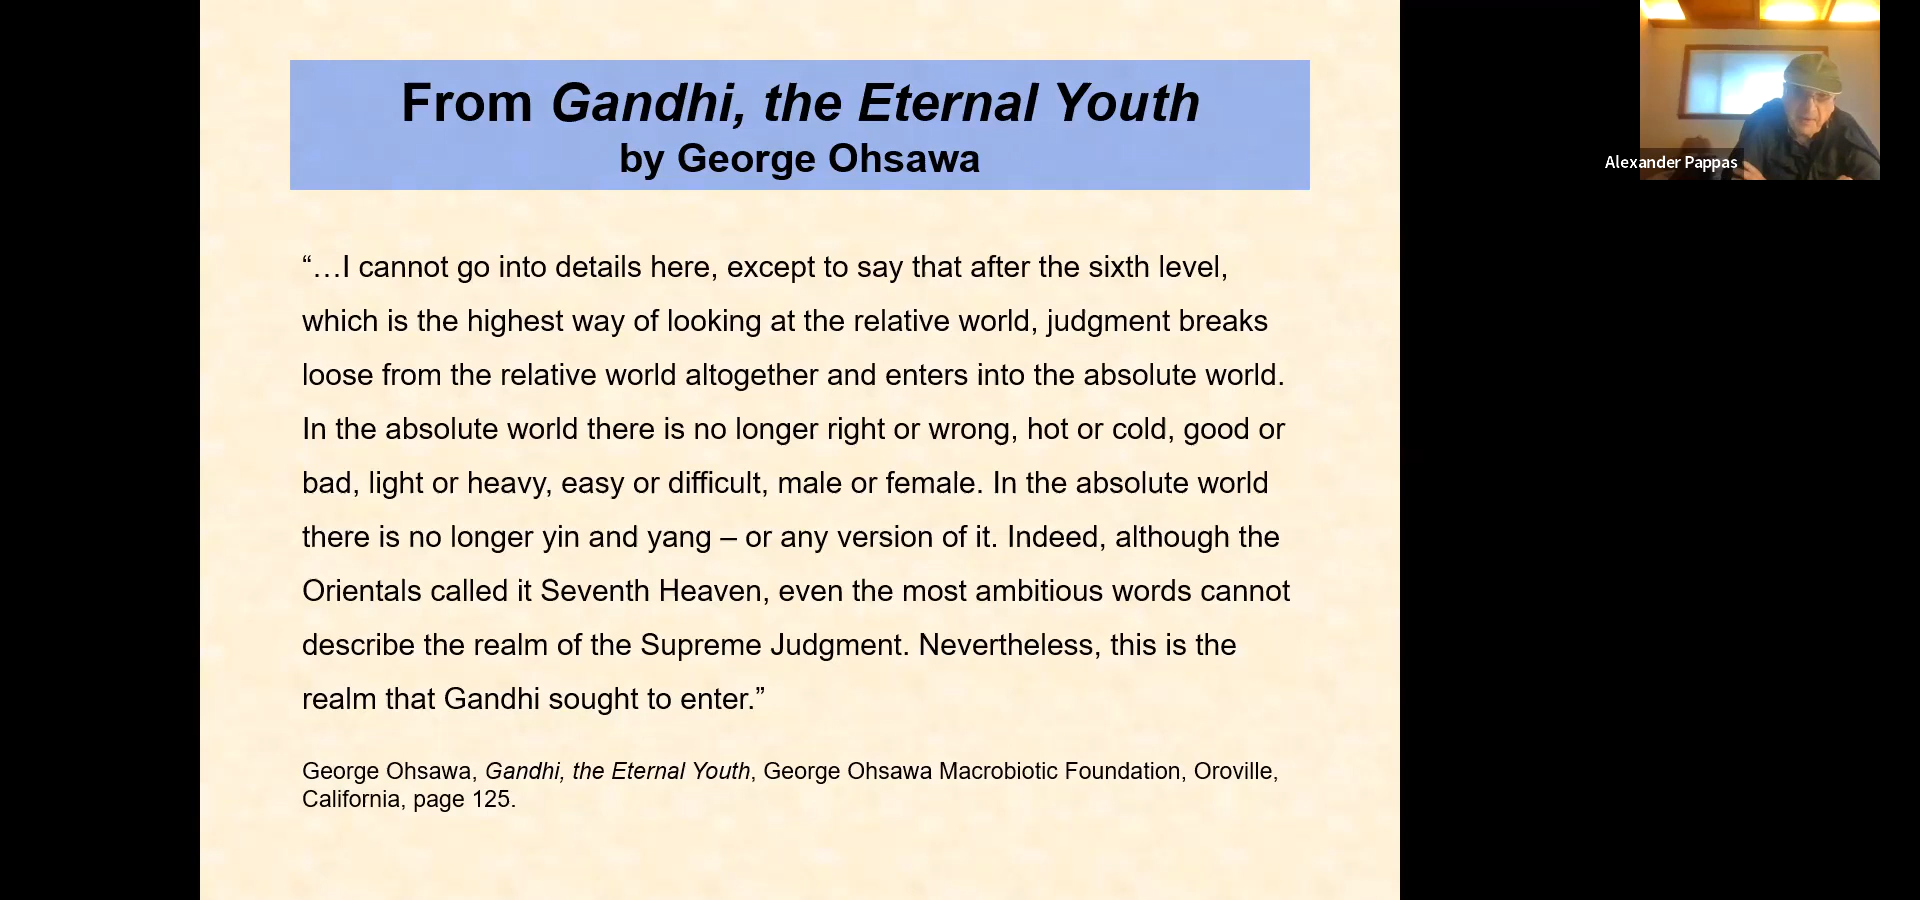 From Gandhi, the Eternal Youth
by George Ohsawa
“…I cannot go into details here, except to say that after the sixth level,
which is the highest way of looking at the relative world, judgment breaks
loose from the relative world altogether and enters into the absolute world.
In the absolute world there is no longer right or wrong, hot or cold, good or
bad, light or heavy, easy or difficult, male or female. In the absolute world
there is no longer yin and yang – or any version of it. Indeed, although the
Orientals called it Seventh Heaven, even the most ambitious words cannot
describe the realm of the Supreme Judgment. Nevertheless, this is the
realm that Gandhi sought to enter.”
George Ohsawa, Gandhi, the Eternal Youth, George Ohsawa Macrobiotic Foundation, Oroville,
California, page 125.
Alexander Pappas